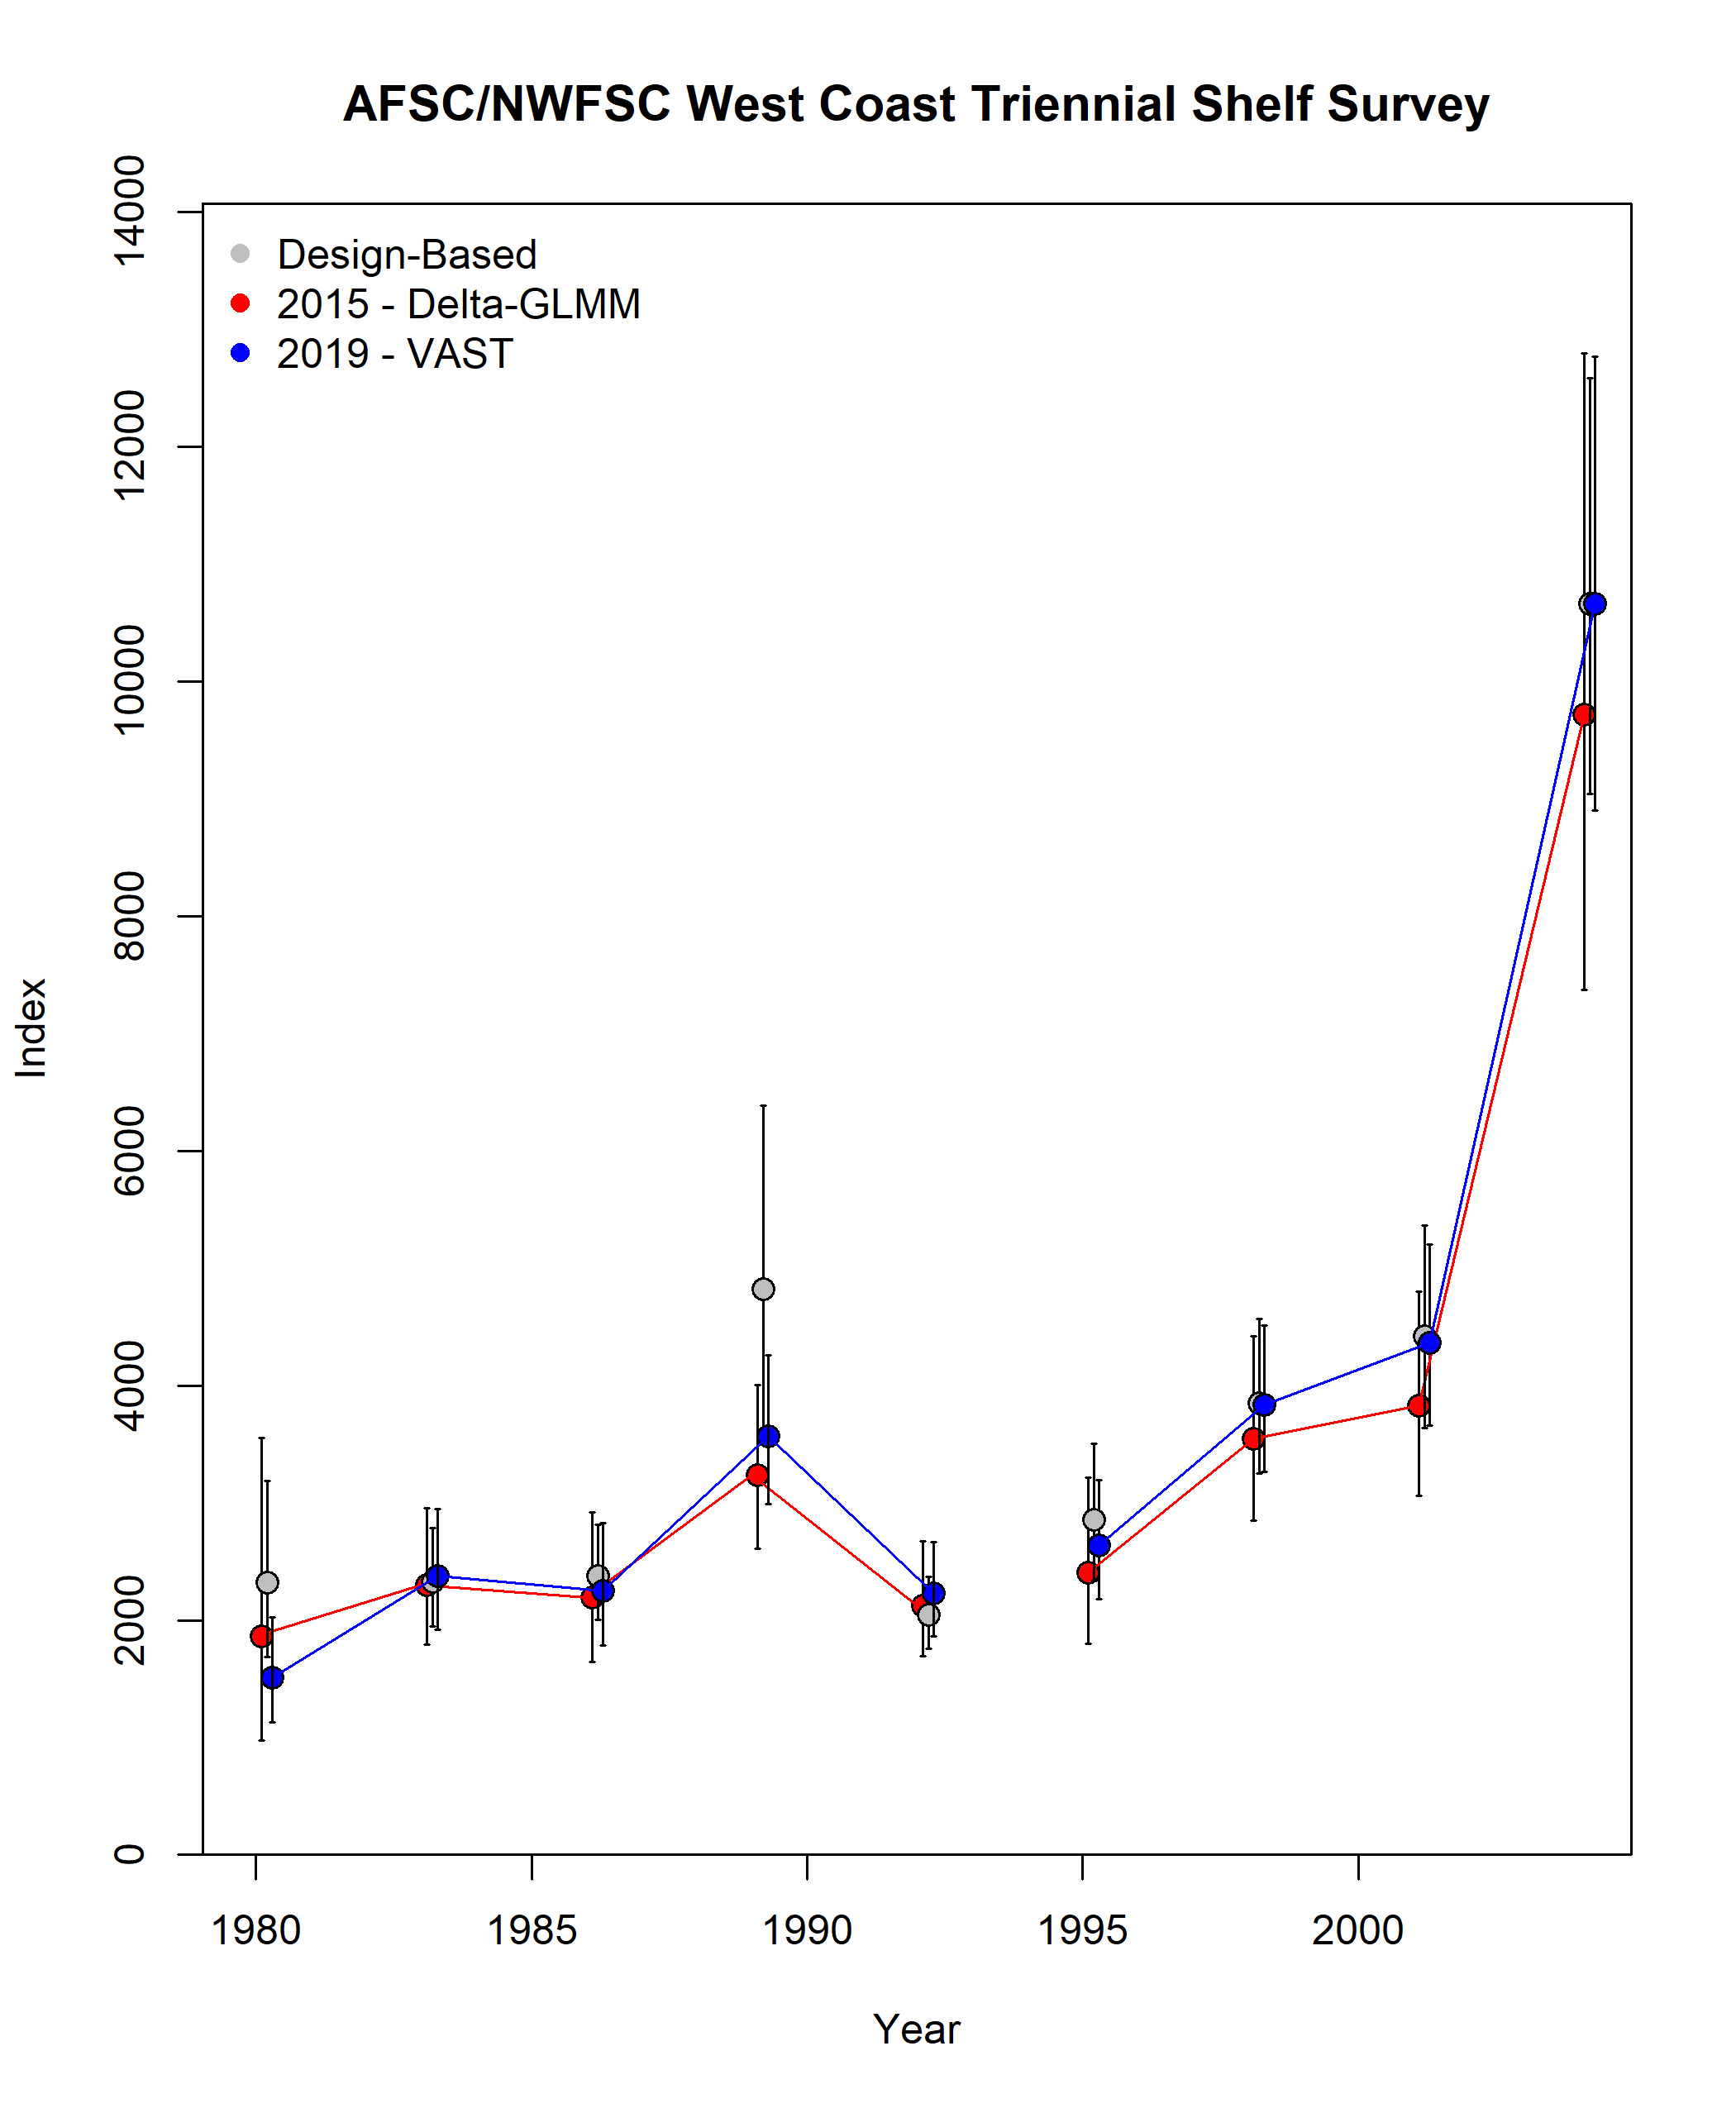 AFSC/NWFSC West Coast Triennial Shelf Survey
Design-Based
2015 - Delta-GLMM
2019 - VAST
14000
12000
10000
8000
6000
4000
2000
0
Index
1980 1985 1990 1995 2000
Year